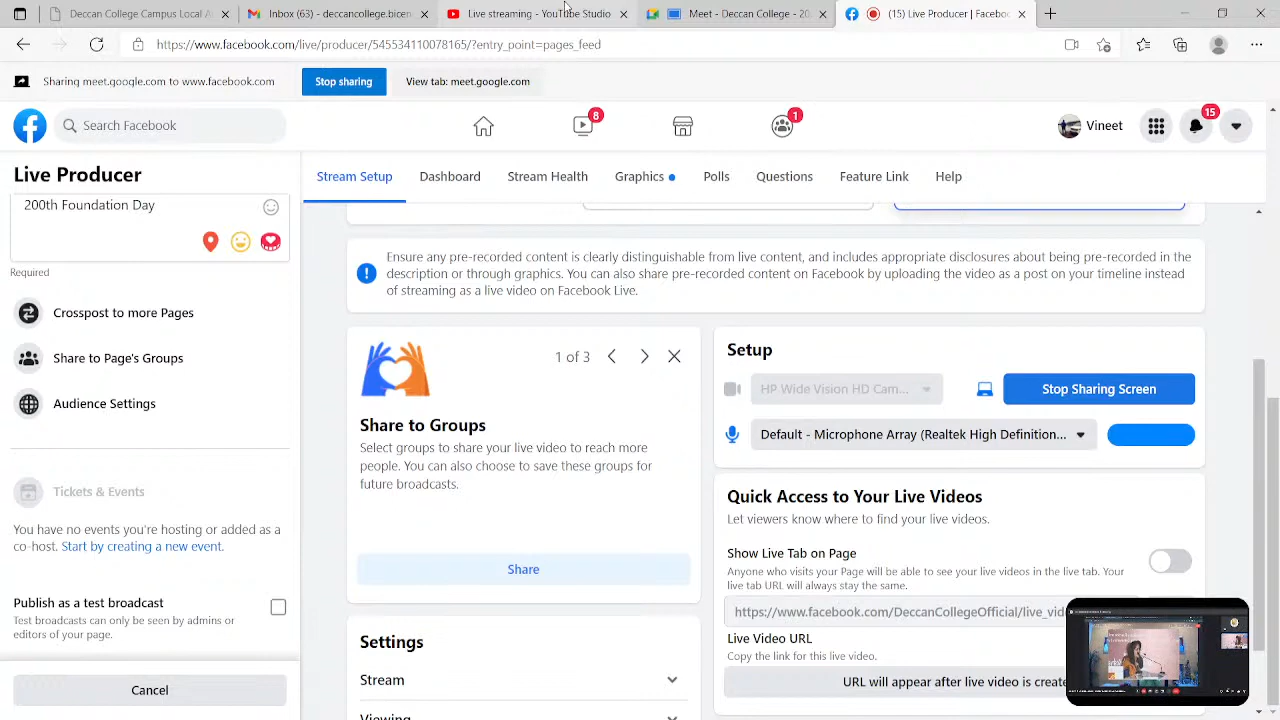 Deccan College Docs Local Ar
Inbox (63) - deccancollegec
Live streaming - YouTube Studio
Meet - Deccan College - 20
(15) Live Producer | Facebook
https://www.facebook.com/live/producer/545534110078165/?entry_point=pages_feed
Sharing meet.google.com to www.facebook.com
Stop sharing
View tab: meet.google.com
Search Facebook
8
1
Vineet
15
Live Producer
Stream Setup
Dashboard
Stream Health
Graphics
Polls
Questions
Feature Link
Help
200th Foundation Day
Required
Crosspost to more Pages
Share to Page's Groups
Audience Settings
Tickets & Events
You have no events you're hosting or added as a
co-host. Start by creating a new event.
Publish as a test broadcast
Test broadcasts can only be seen by admins or
editors of your page.
Cancel
Ensure any pre-recorded content is clearly distinguishable from live content, and includes appropriate disclosures about being pre-recorded in the
description or through graphics. You can also share pre-recorded content on Facebook by uploading the video as a post on your timeline instead
of streaming as a live video on Facebook Live.
1 of 3
Share to Groups
Select groups to share your live video to reach more
people. You can also choose to save these groups for
future broadcasts.
Share
Settings
Stream
Viewing
Setup
HP Wide Vision HD Cam...
Stop Sharing Screen
Default - Microphone Array (Realtek High Definition...
Quick Access to Your Live Videos
Let viewers know where to find your live videos.
Show Live Tab on Page
Anyone who visits your Page will be able to see your live videos in the live tab. Your
live tab URL will always stay the same.
https://www.facebook.com/DeccanCollegeOfficial/live_vid
Live Video URL
Copy the link for this live video.
URL will appear after live video is create